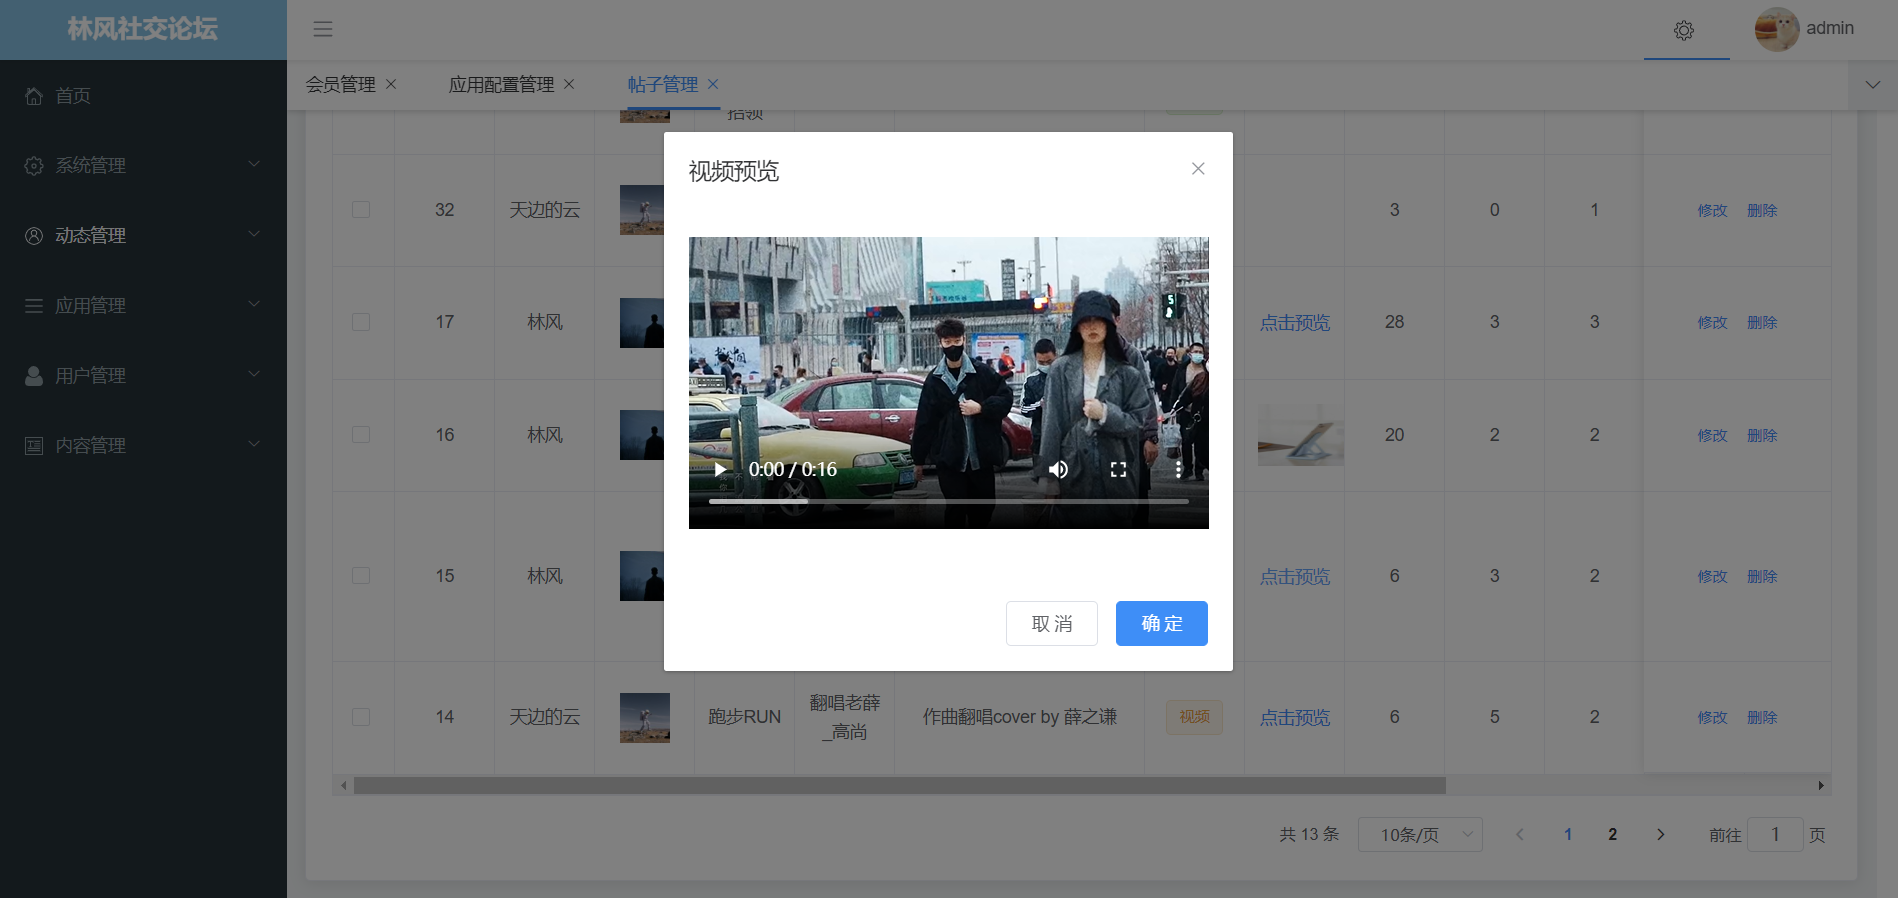 林风社交论坛
admin
首页
系统管理
动态管理
应用管理
用户管理
内容管理
会员管理
应用配置管理
帖子管理
拾领
视频预览
0:00 / 0:16
取 消
确 定
32 天边的云 3 0 1 修改 删除
17 林风 点击预览 28 3 3 修改 删除
16 林风 20 2 2 修改 删除
15 林风 点击预览 6 3 2 修改 删除
14 天边的云 跑步RUN 翻唱老薛
_高尚 作曲翻唱cover by 薛之谦 视频 点击预览 6 5 2 修改 删除
共 13 条 10条/页 1 2 前往 1 页